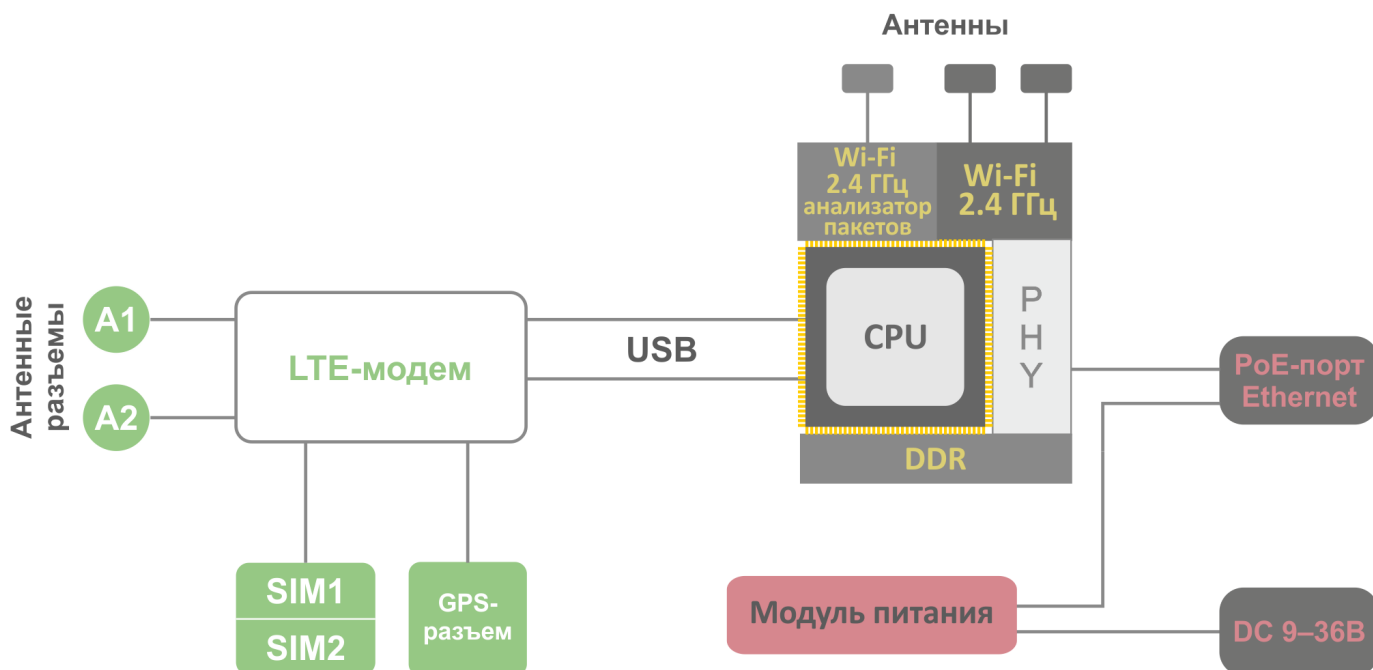 Антенны
Wi-Fi
2.4 ГГц
анализатор
пакетов
Wi-Fi
2.4 ГГц
Антенные
разъемы
A1
A2
LTE-модем
USB
CPU
PHY
DDR
PoE-порт
Ethernet
SIM1
SIM2
GPS-
разъем
Модуль питания
DC 9–36В